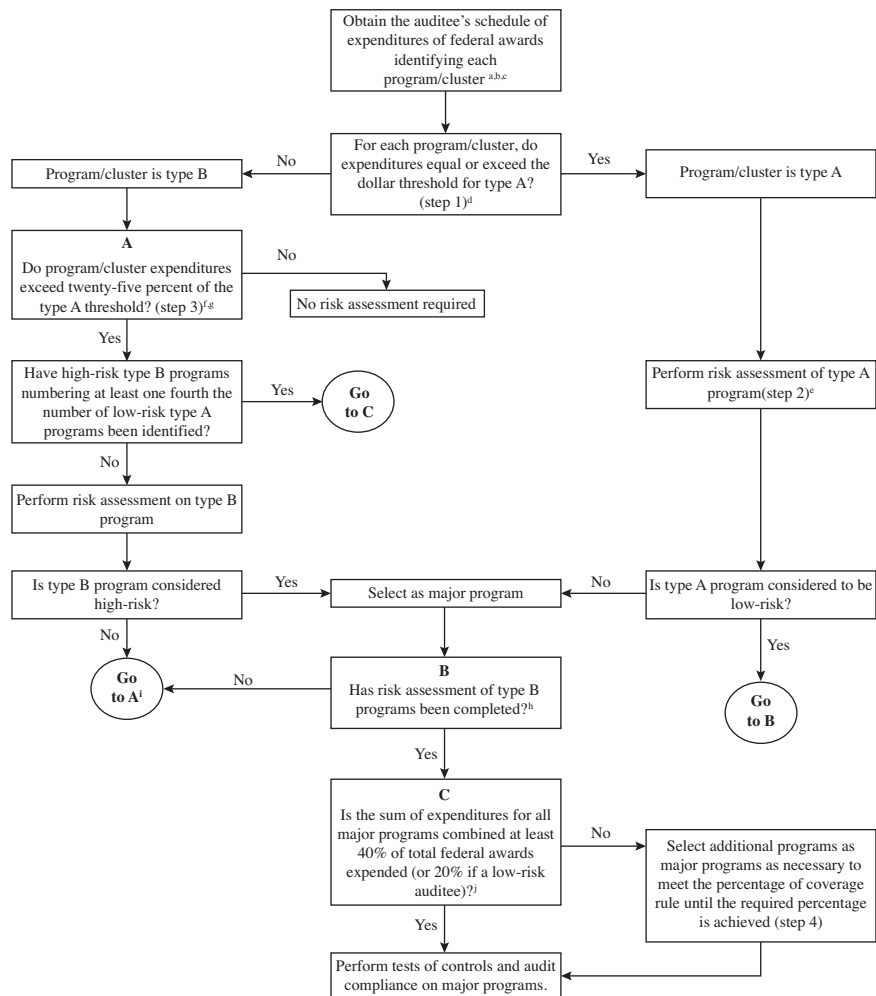 Obtain the auditee's schedule of
expenditures of federal awards
identifying each
program/cluster a,b,c
For each program/cluster, do
expenditures equal or exceed the
dollar threshold for type A?
(step 1)d
No
Yes
Program/cluster is type B
Program/cluster is type A
A
Do program/cluster expenditures
exceed twenty-five percent of the
type A threshold? (step 3)f,g
No
No risk assessment required
Yes
Have high-risk type B programs
numbering at least one fourth the
number of low-risk type A
programs been identified?
Yes
Go
to C
Perform risk assessment of type A
program(step 2)e
No
Perform risk assessment on type B
program
Is type B program considered
high-risk?
Yes
Select as major program
No
Is type A program considered to be
low-risk?
No
Go
to Ai
No
B
Has risk assessment of type B
programs been completed?h
Yes
Go
to B
Yes
C
Is the sum of expenditures for all
major programs combined at least
40% of total federal awards
expended (or 20% if a low-risk
auditee)?j
No
Select additional programs as
major programs as necessary to
meet the percentage of coverage
rule until the required percentage
is achieved (step 4)
Yes
Perform tests of controls and audit
compliance on major programs.